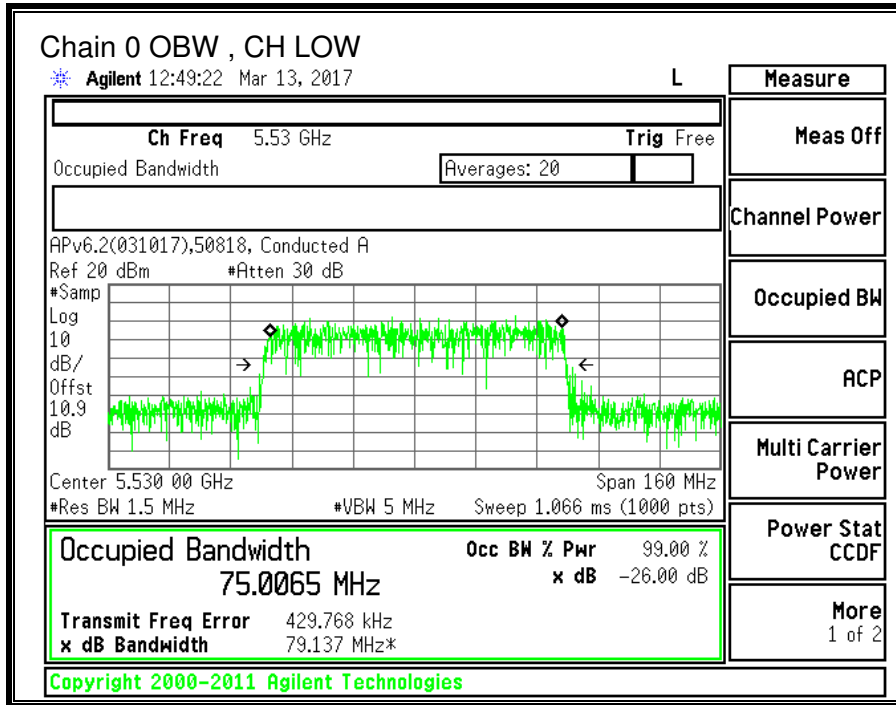 Chain 0 OBW , CH LOW
Agilent 12:49:22 Mar 13, 2017 L
Measure
Ch Freq 5.53 GHz Trig Free
Meas Off
Occupied Bandwidth Averages: 20
Channel Power
APv6.2(031017),50818, Conducted A
Ref 20 dBm #Atten 30 dB
#Samp
Log
10
dB/
Offst
10.9
dB
Occupied BW
ACP
Multi Carrier
Power
Center 5.530 00 GHz Span 160 MHz
#Res BW 1.5 MHz #VBW 5 MHz Sweep 1.066 ms (1000 pts)
Power Stat
CCDF
Occupied Bandwidth Occ BW % Pwr 99.00 %
75.0065 MHz x dB -26.00 dB
Transmit Freq Error 429.768 kHz
x dB Bandwidth 79.137 MHz*
More
1 of 2
Copyright 2000-2011 Agilent Technologies